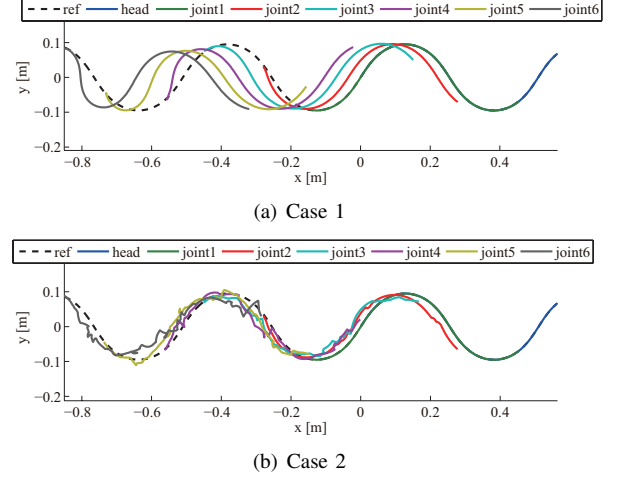 ref head joint1 joint2 joint3 joint4 joint5 joint6
0.1
0
−0.1
−0.2
y [m]
−0.8 −0.6 −0.4 −0.2 0 0.2 0.4
x [m]
(a) Case 1
ref head joint1 joint2 joint3 joint4 joint5 joint6
0.1
0
−0.1
−0.2
y [m]
−0.8 −0.6 −0.4 −0.2 0 0.2 0.4
x [m]
(b) Case 2